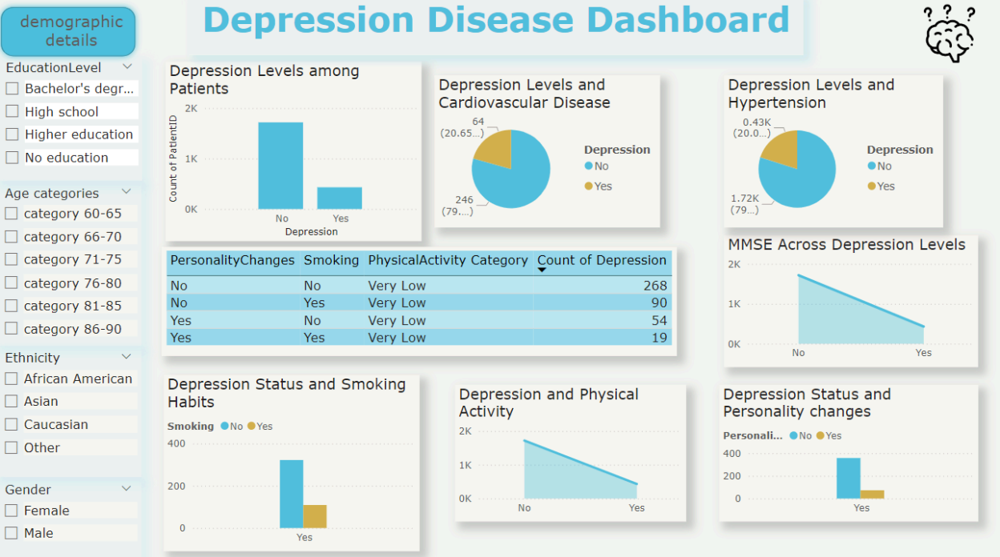 demographic
details
Depression Disease Dashboard
? ? ?
EducationLevel
Bachelor's degr...
High school
Higher education
No education
Age categories
category 60-65
category 66-70
category 71-75
category 76-80
category 81-85
category 86-90
Ethnicity
African American
Asian
Caucasian
Other
Gender
Female
Male
Depression Levels among
Patients
Count of PatientID
2K
1K
0K
No Yes
Depression
Depression Levels and
Cardiovascular Disease
64
(20.65...)
246
(79....)
Depression
No
Yes
Depression Levels and
Hypertension
0.43K
(20.0...)
1.72K
(79...)
Depression
No
Yes
PersonalityChanges Smoking PhysicalActivity Category Count of Depression
No No Very Low 268
No Yes Very Low 90
Yes No Very Low 54
Yes Yes Very Low 19
MMSE Across Depression Levels
2K
1K
0K
No Yes
Depression Status and Smoking
Habits
Smoking No Yes
400
200
0
Yes
Depression and Physical
Activity
2K
1K
0K
No Yes
Depression Status and
Personality changes
Personali... No Yes
400
200
0
Yes